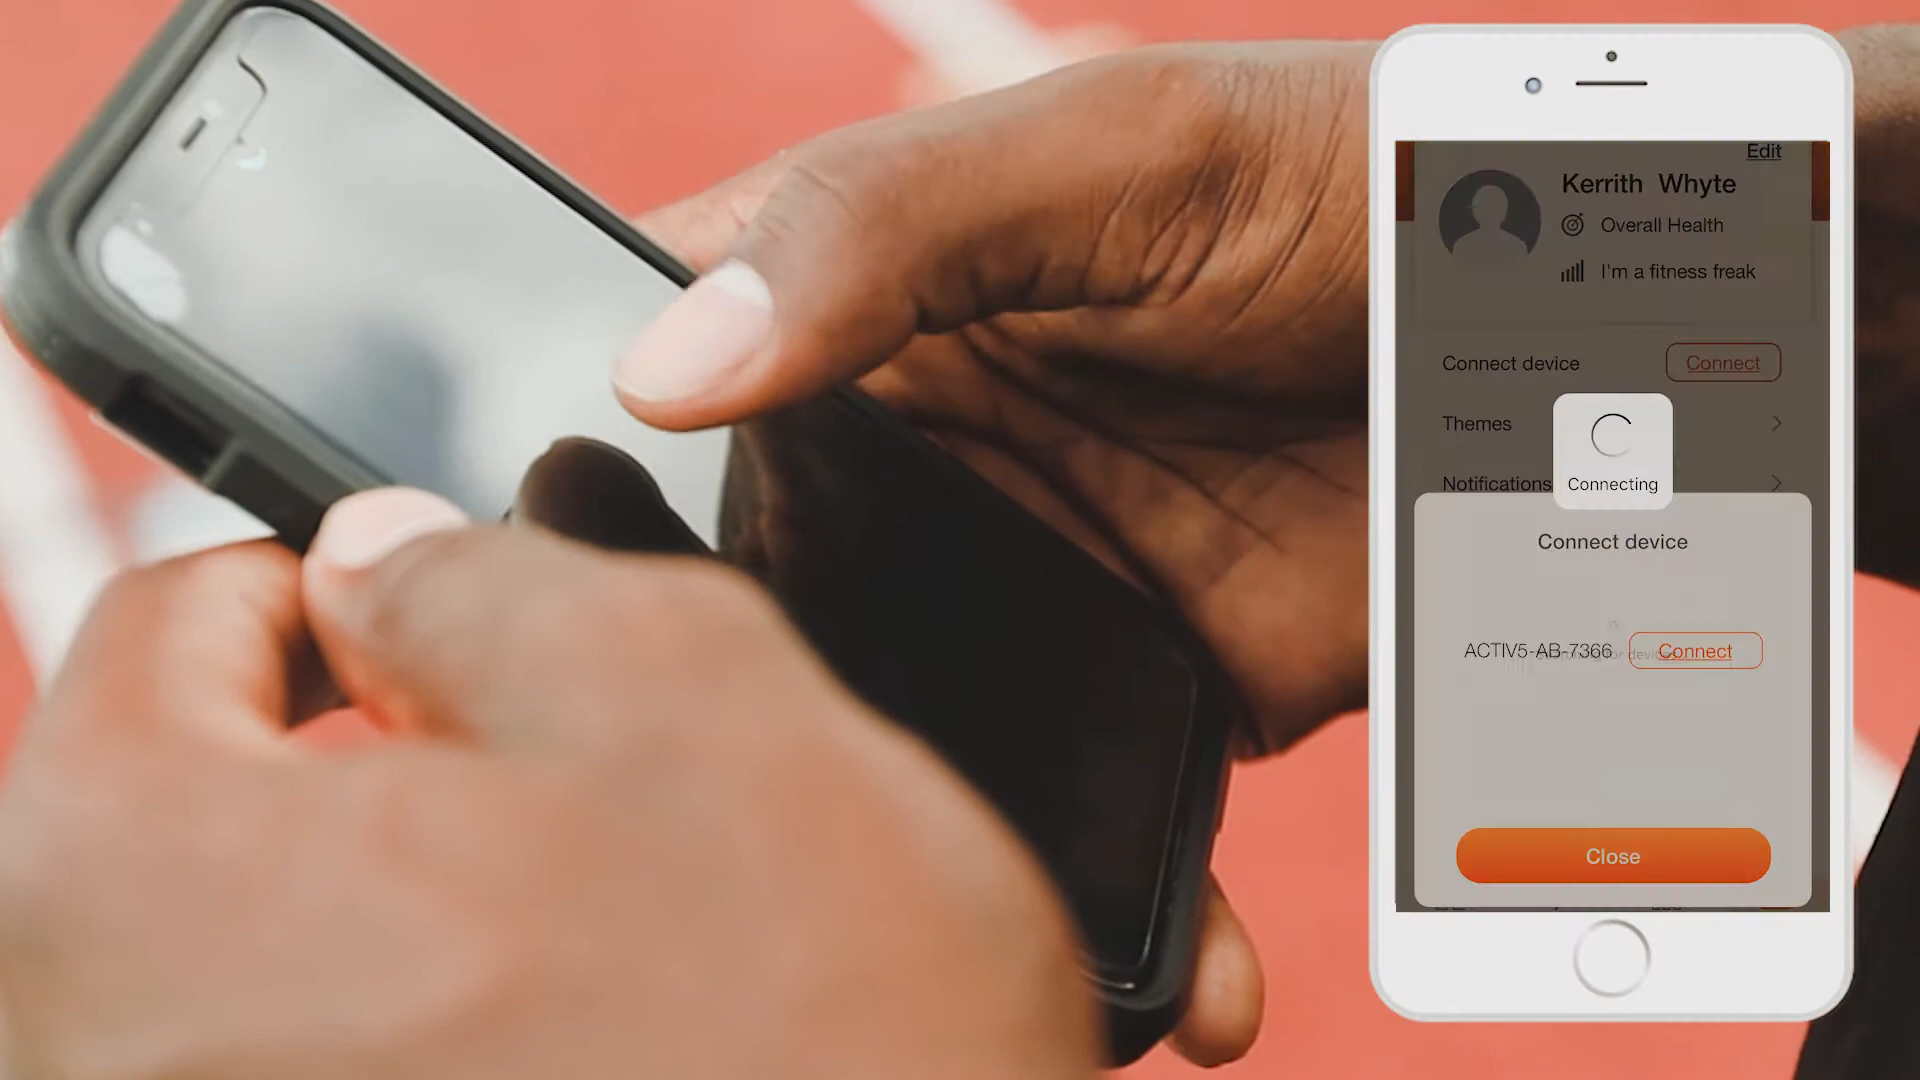 Edit
Kerrith Whyte
Overall Health
I'm a fitness freak
Connect device
Connect
Themes
Notifications
Connecting
Connect device
ACTIV5-AB-7366
Connect
Close